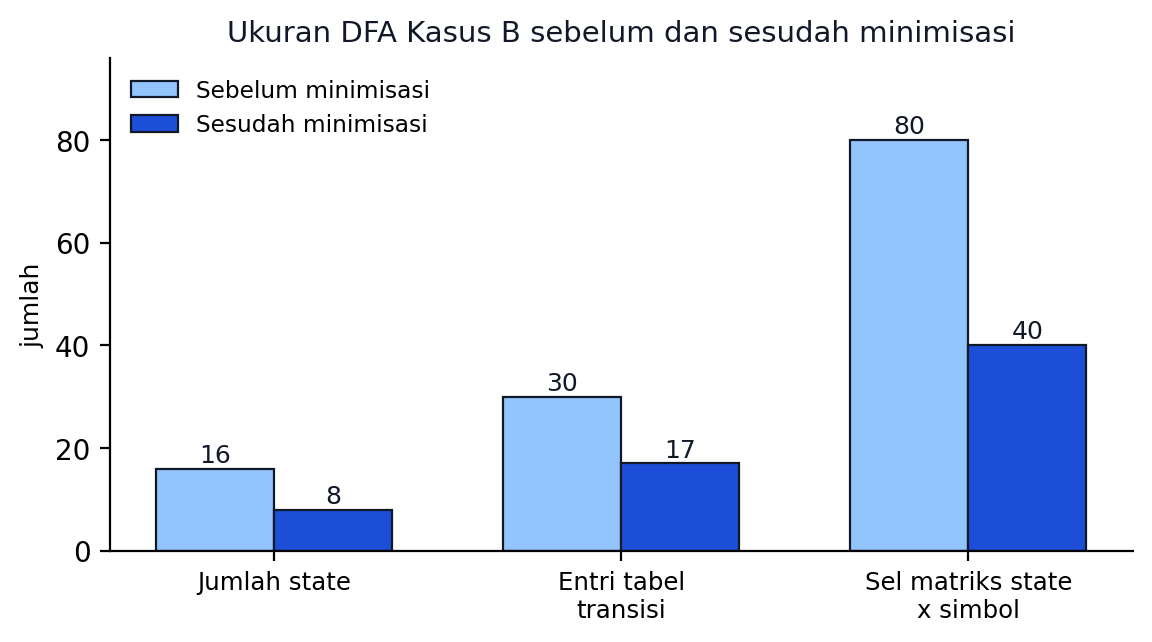 Ukuran DFA Kasus B sebelum dan sesudah minimisasi
Sebelum minimisasi
Sesudah minimisasi
jumlah
80
60
40
20
0
16
8
30
17
80
40
Jumlah state
Entri tabel
transisi
Sel matriks state
x simbol